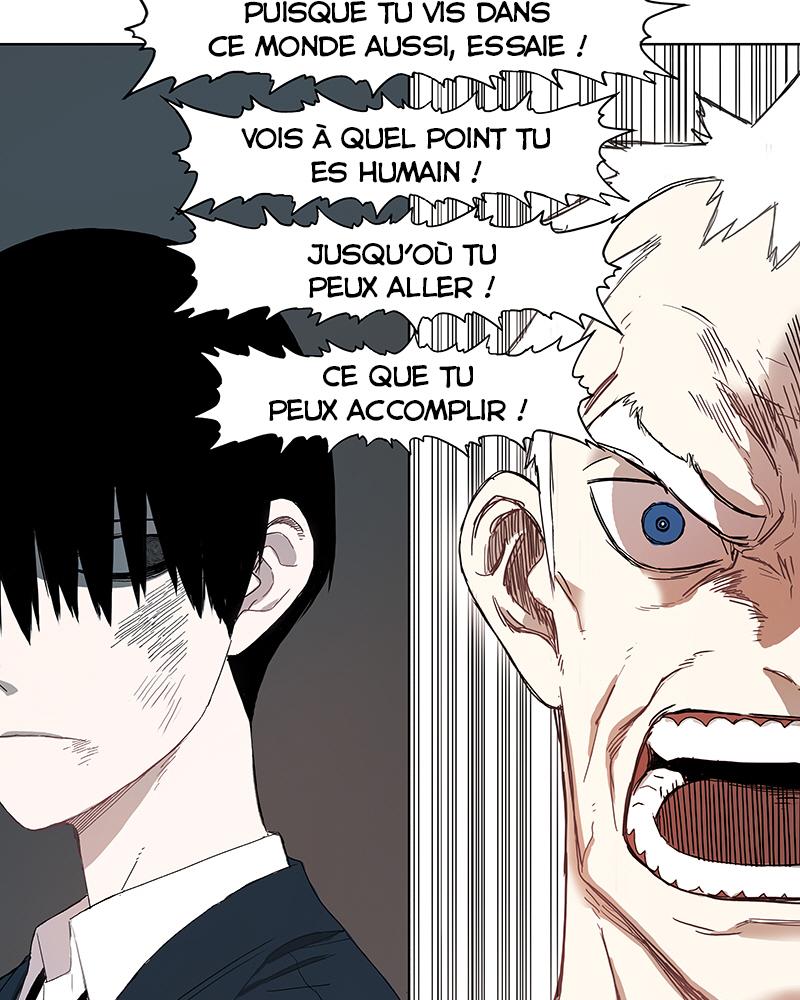 PUISQUE TU VIS DANS
CE MONDE AUSSI, ESSAIE !
VOIS À QUEL POINT TU
ES HUMAIN !
JUSQU'OÙ TU
PEUX ALLER !
CE QUE TU
PEUX ACCOMPLIR !